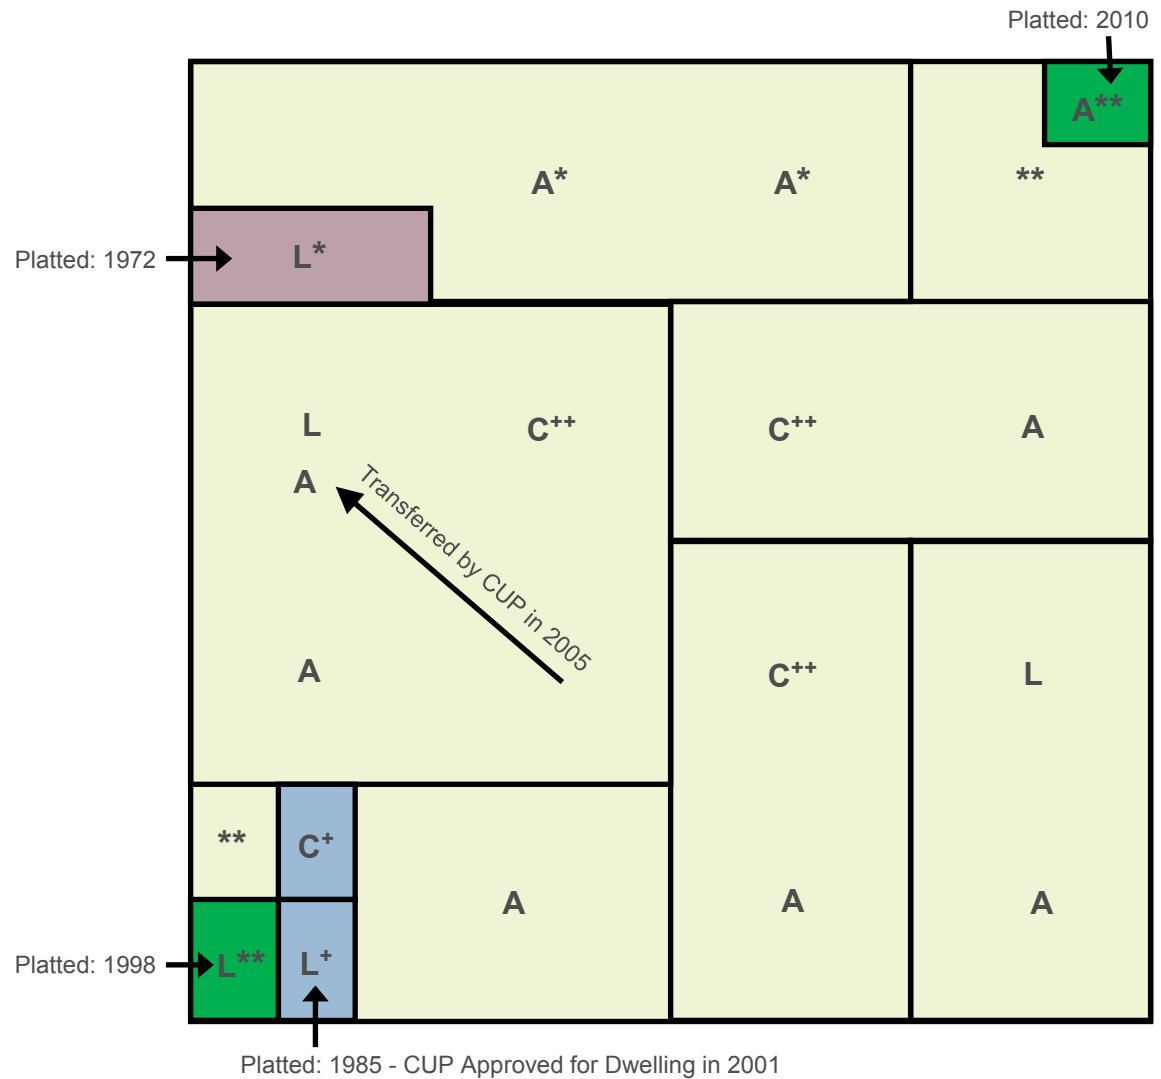 Platted: 2010
A**
A* A* **
Platted: 1972
L*
L C++ C++ A
A
Transferred by CUP in 2005
A C++ L
** C+
A A A
Platted: 1998
L** L+
Platted: 1985 - CUP Approved for Dwelling in 2001